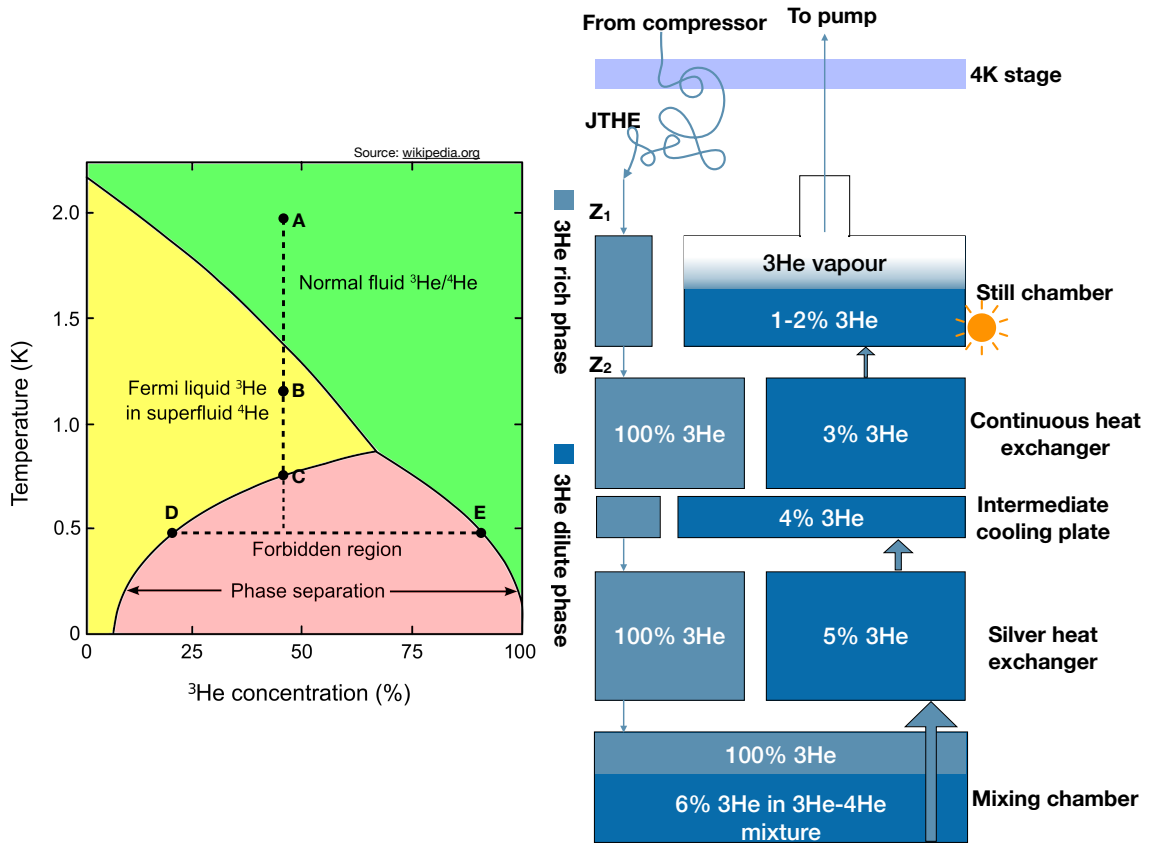 Source: wikipedia.org
Temperature (K)
2.0
1.5
1.0
0.5
0
A
Normal fluid ³He/⁴He
Fermi liquid ³He
in superfluid ⁴He
B
C
D
E
Forbidden region
Phase separation
0
25
50
75
100
³He concentration (%)
3He rich phase
3He dilute phase
From compressor
To pump
4K stage
JTHE
Z₁
3He vapour
1-2% 3He
Still chamber
Z₂
100% 3He
3% 3He
Continuous heat
exchanger
4% 3He
Intermediate
cooling plate
100% 3He
5% 3He
Silver heat
exchanger
100% 3He
6% 3He in 3He-4He
mixture
Mixing chamber